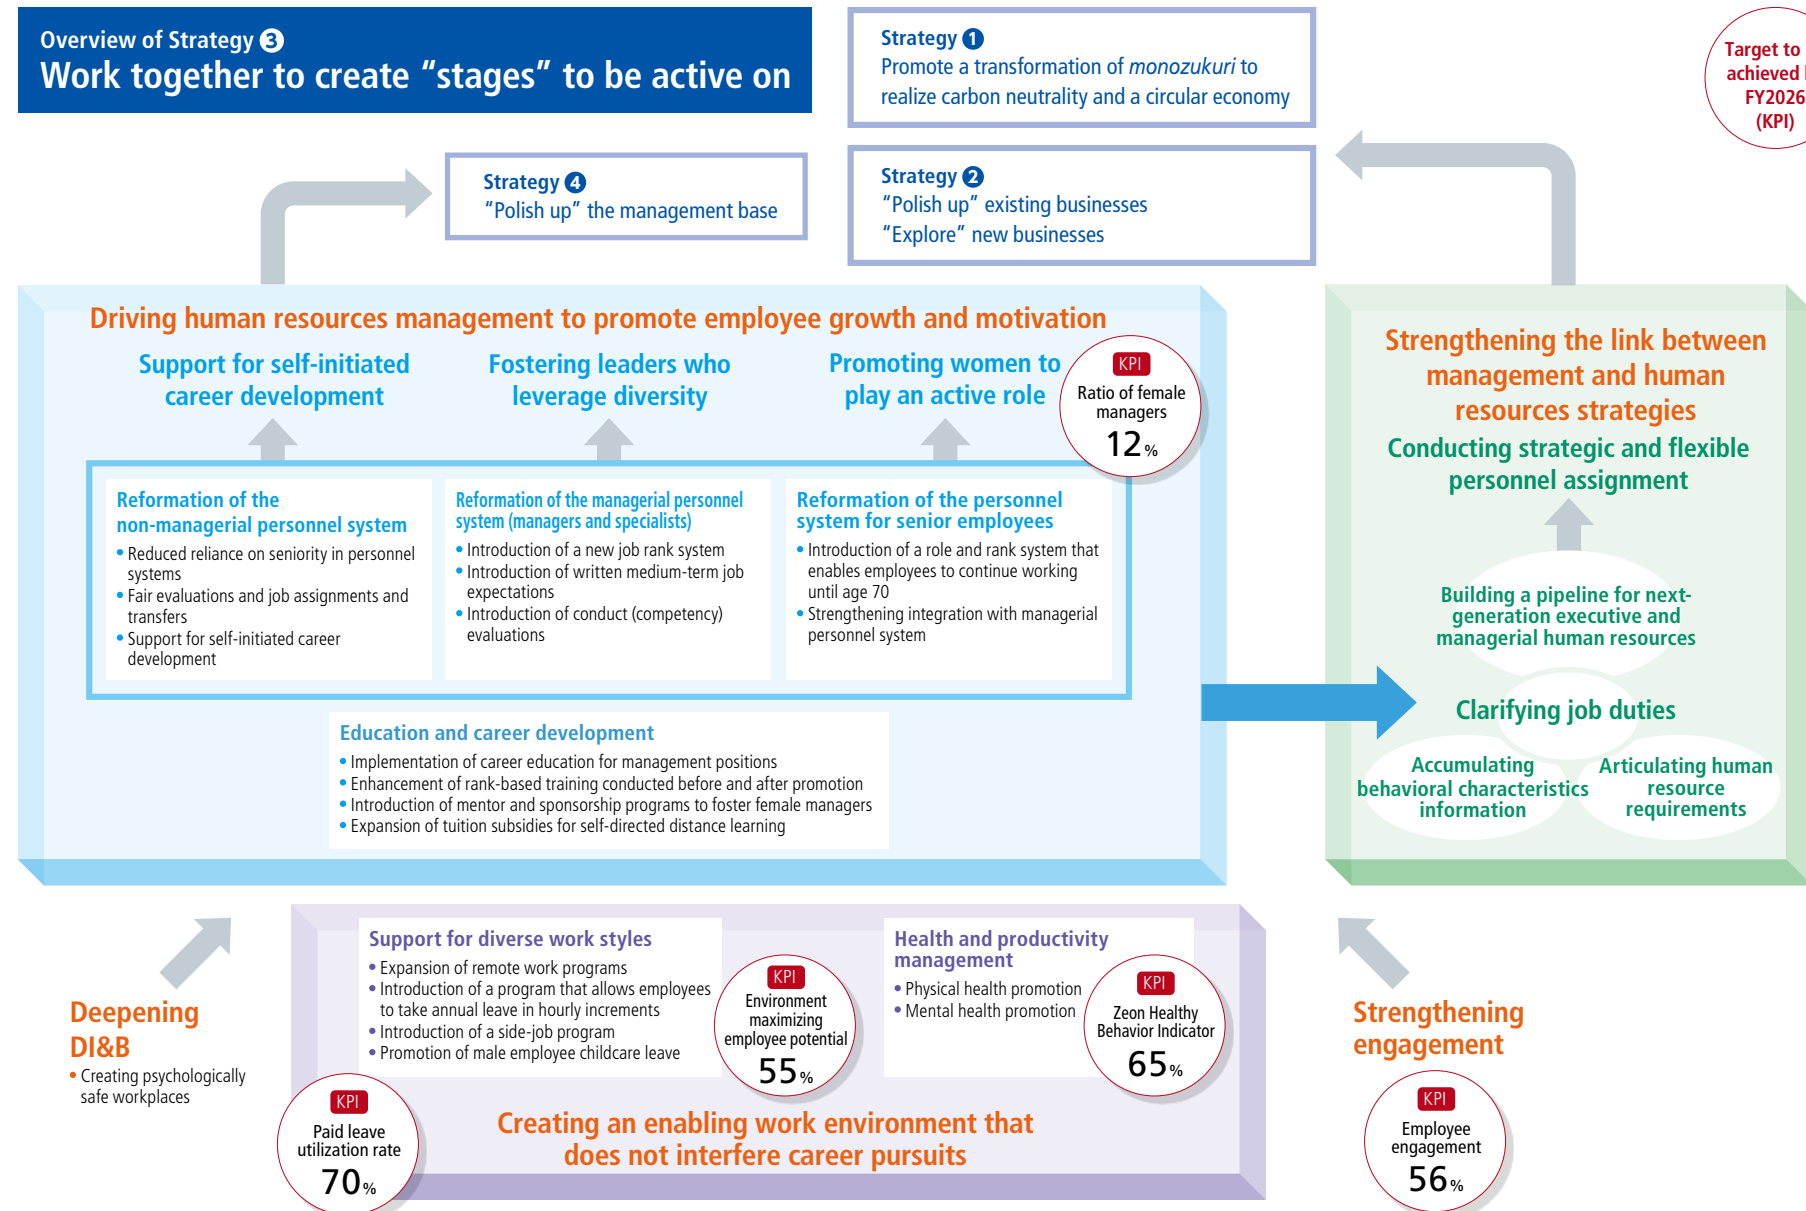 Overview of Strategy ❸
Work together to create “stages” to be active on
Strategy ❶
Promote a transformation of monozukuri to
realize carbon neutrality and a circular economy
Target to
achieved
FY2026
(KPI)
Strategy ❹
“Polish up” the management base
Strategy ❷
“Polish up” existing businesses
“Explore” new businesses
Driving human resources management to promote employee growth and motivation
Support for self-initiated
career development
Fostering leaders who
leverage diversity
Promoting women to
play an active role
KPI
Ratio of female
managers
12%
Reformation of the
non-managerial personnel system
• Reduced reliance on seniority in personnel
systems
• Fair evaluations and job assignments and
transfers
• Support for self-initiated career
development
Reformation of the managerial personnel
system (managers and specialists)
• Introduction of a new job rank system
• Introduction of written medium-term job
expectations
• Introduction of conduct (competency)
evaluations
Reformation of the personnel
system for senior employees
• Introduction of a role and rank system that
enables employees to continue working
until age 70
• Strengthening integration with managerial
personnel system
Education and career development
• Implementation of career education for management positions
• Enhancement of rank-based training conducted before and after promotion
• Introduction of mentor and sponsorship programs to foster female managers
• Expansion of tuition subsidies for self-directed distance learning
Strengthening the link between
management and human
resources strategies
Conducting strategic and flexible
personnel assignment
Building a pipeline for next-
generation executive and
managerial human resources
Clarifying job duties
Accumulating
behavioral characteristics
information
Articulating human
resource
requirements
Deepening
DI&B
• Creating psychologically
safe workplaces
Support for diverse work styles
• Expansion of remote work programs
• Introduction of a program that allows employees
to take annual leave in hourly increments
• Introduction of a side-job program
• Promotion of male employee childcare leave
KPI
Environment
maximizing
employee potential
55%
Health and productivity
management
• Physical health promotion
• Mental health promotion
KPI
Zeon Healthy
Behavior Indicator
65%
KPI
Paid leave
utilization rate
70%
Creating an enabling work environment that
does not interfere career pursuits
Strengthening
engagement
KPI
Employee
engagement
56%